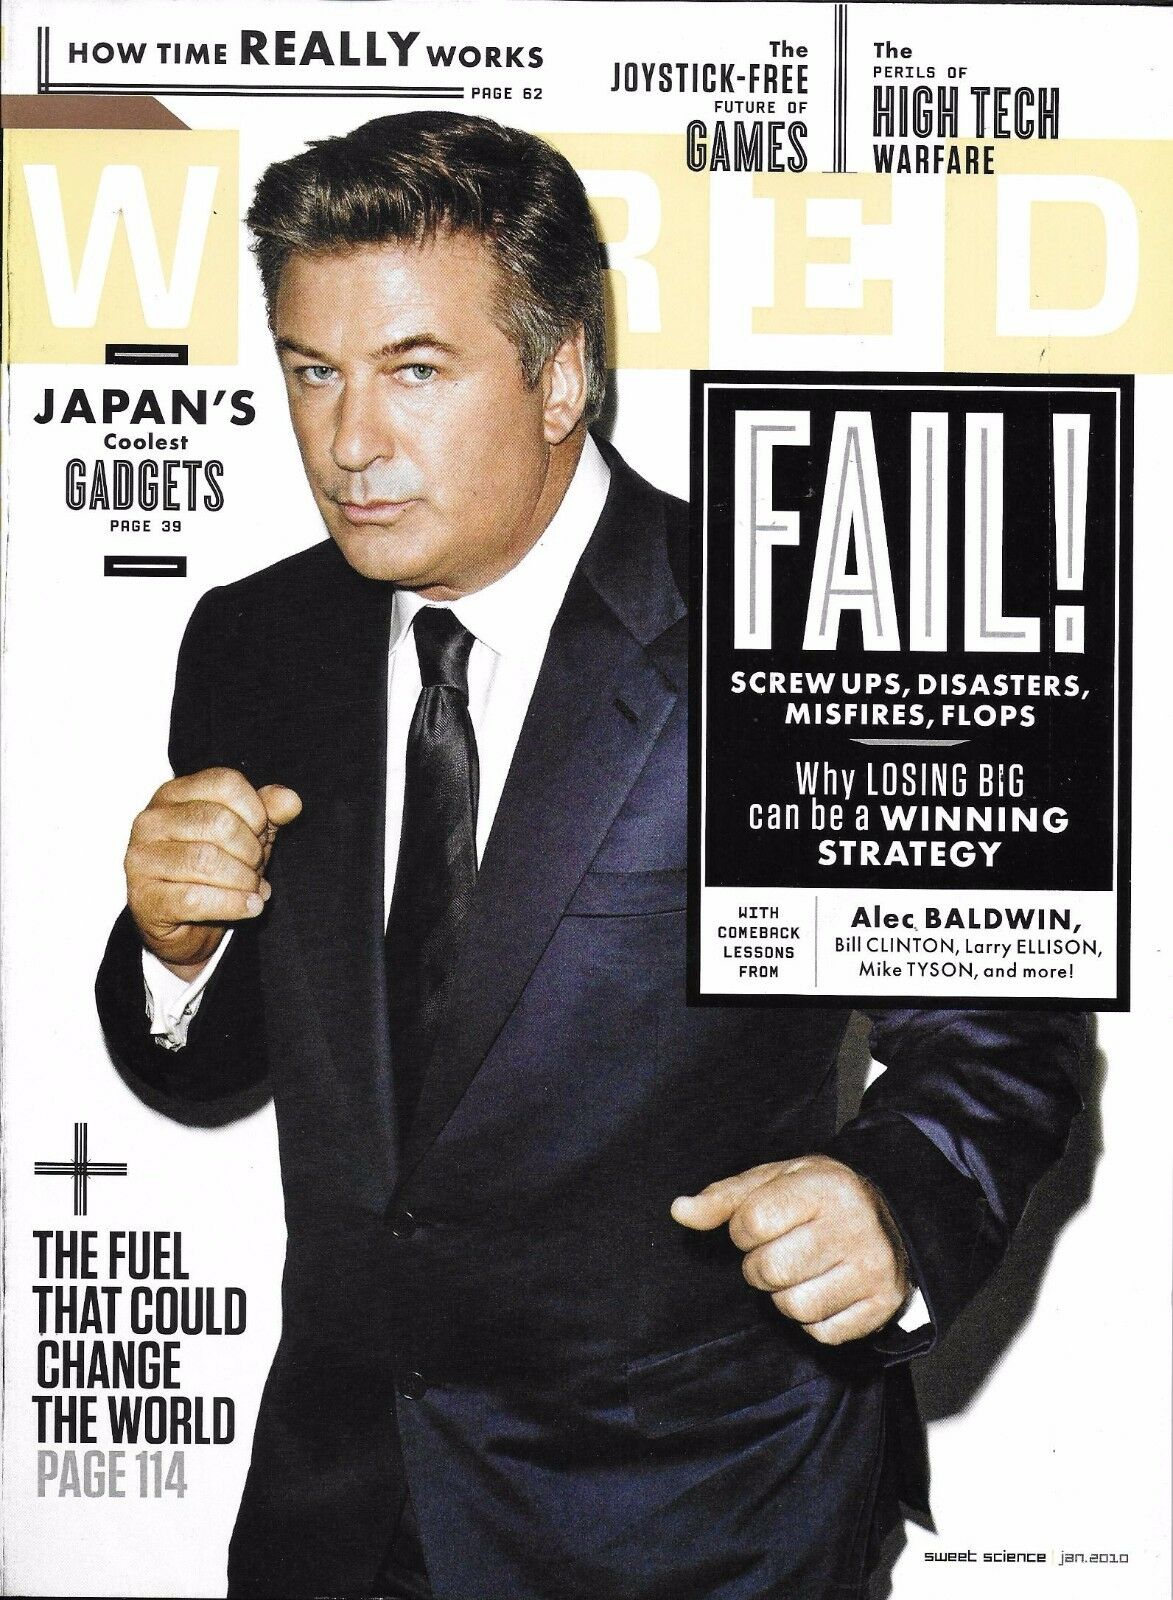 HOW TIME REALLY WORKS
PAGE 62
The
JOYSTICK-FREE
FUTURE OF
GAMES
The
PERILS OF
HIGH TECH
WARFARE
WIRED
JAPAN'S
Coolest
GADGETS
PAGE 39
FAIL!
SCREWUPS, DISASTERS,
MISFIRES, FLOPS
Why LOSING BIG
can be a WINNING
STRATEGY
WITH
COMEBACK
LESSONS
FROM
Alec BALDWIN,
Bill CLINTON, Larry ELLISON,
Mike TYSON, and more!
THE FUEL
THAT COULD
CHANGE
THE WORLD
PAGE 114
sweet science | jan.2010